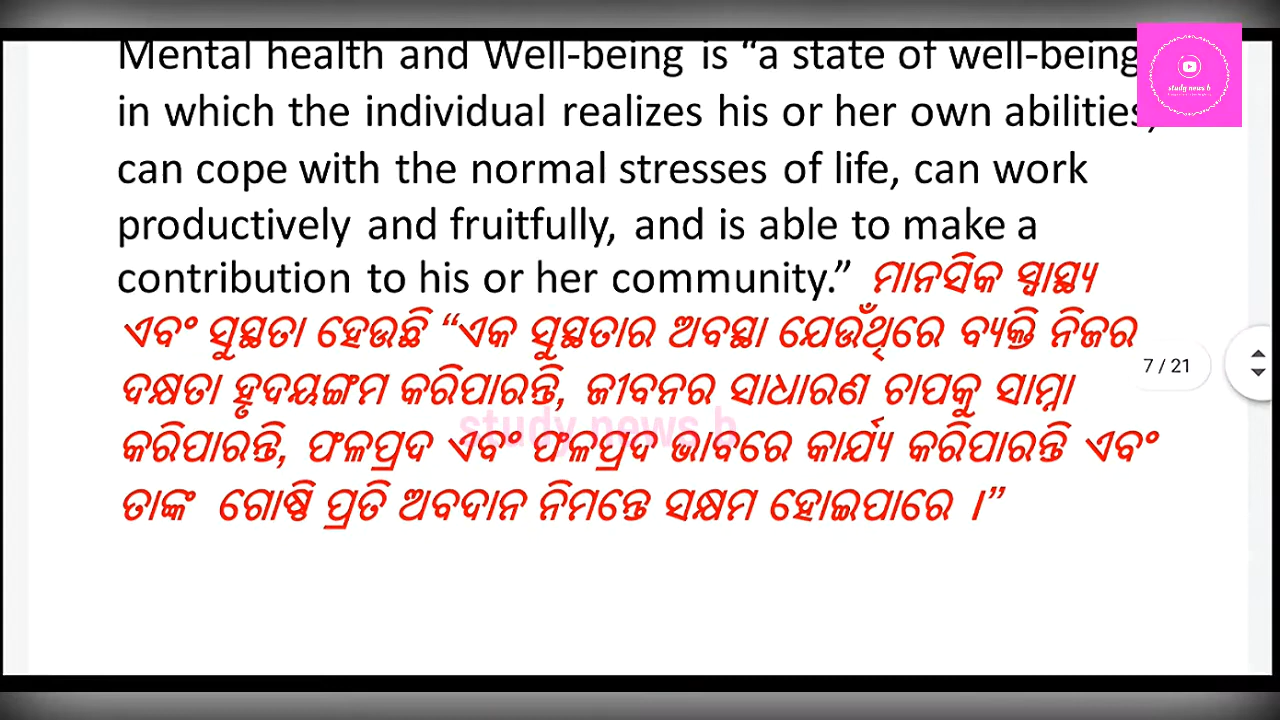 Mental health and Well-being is “a state of well-being
in which the individual realizes his or her own abilities,
can cope with the normal stresses of life, can work
productively and fruitfully, and is able to make a
contribution to his or her community.” ମାନସିକ ସ୍ୱାସ୍ଥ୍ୟ
ଏବଂ ସୁସ୍ଥତା ହେଉଛି “ଏକ ସୁସ୍ଥତାର ଅବସ୍ଥା ଯେଉଁଥିରେ ବ୍ୟକ୍ତି ନିଜର
ଦକ୍ଷତା ହୃଦୟଙ୍ଗମ କରିପାରନ୍ତି, ଜୀବନର ସାଧାରଣ ଚାପକୁ ସାମ୍ନା
କରିପାରନ୍ତି, ଫଳପ୍ରଦ ଏବଂ ଫଳପ୍ରଦ ଭାବରେ କାର୍ଯ୍ୟ କରିପାରନ୍ତି ଏବଂ
ତାଙ୍କ ଗୋଷ୍ଠି ପ୍ରତି ଅବଦାନ ନିମନ୍ତେ ସକ୍ଷମ ହୋଇପାରେ ।”
study news b
7 / 21
study news b